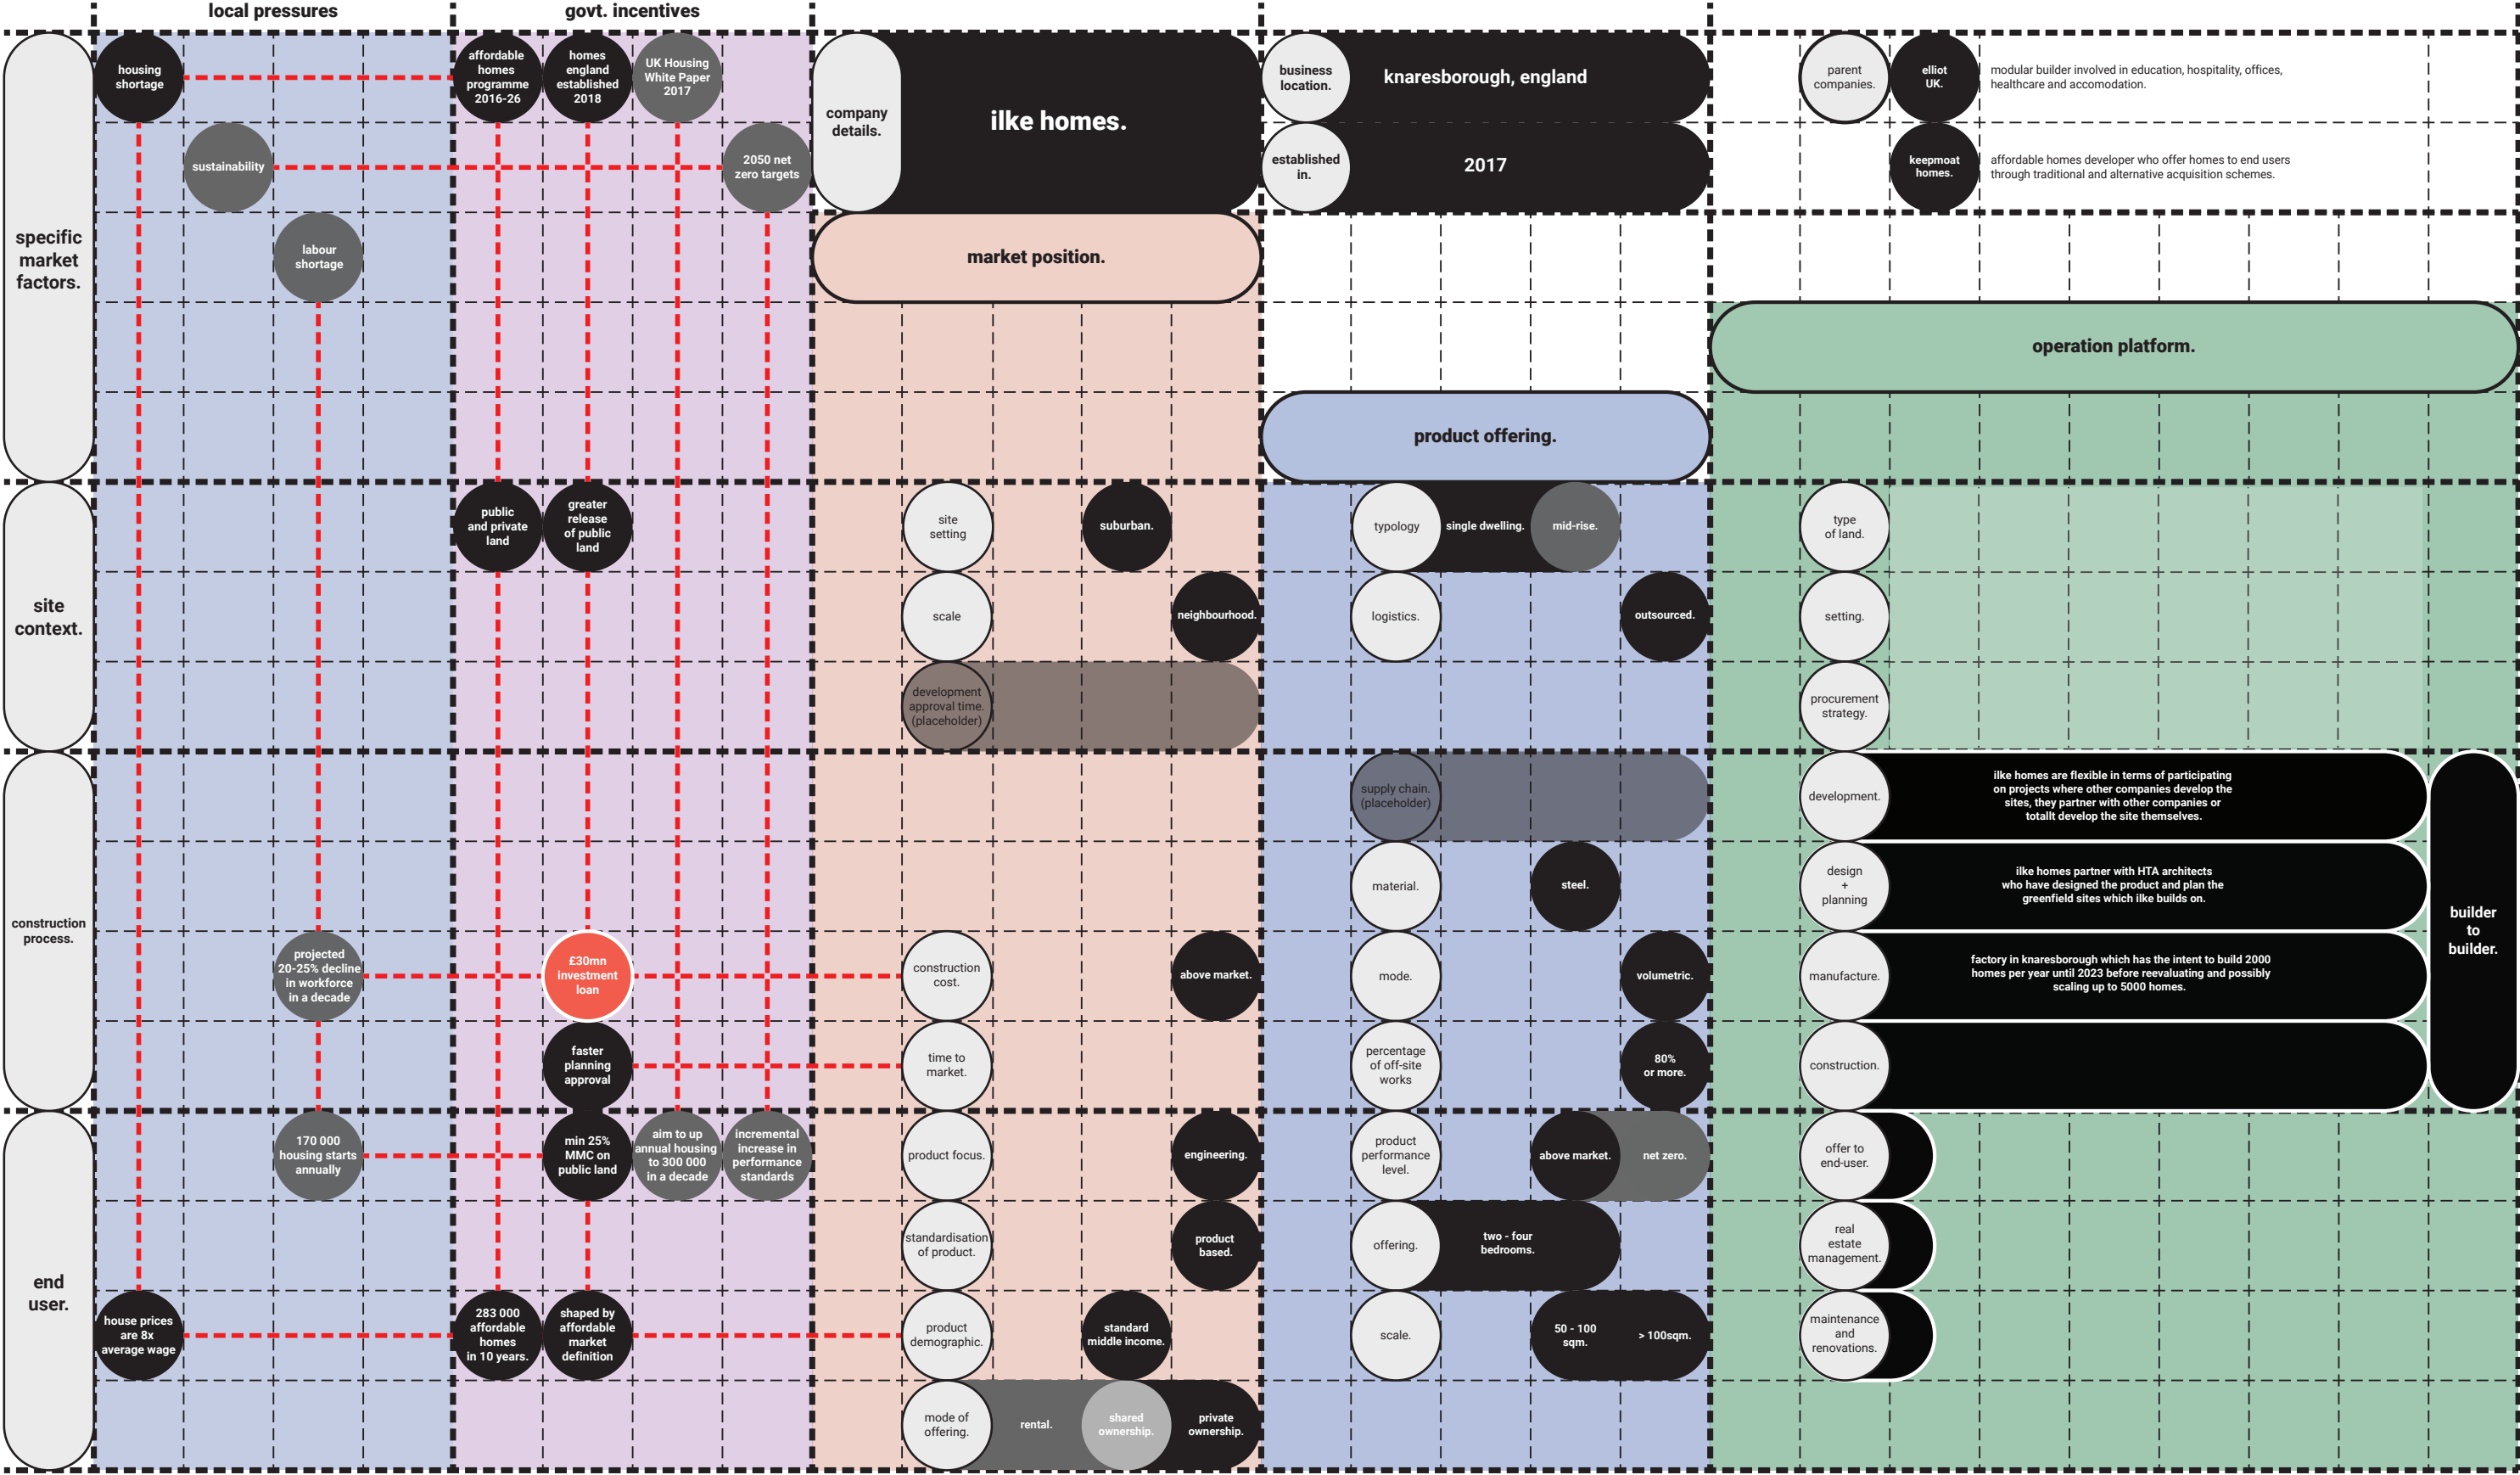 local pressures
govt. incentives
housing
shortage
affordable
homes
programme
2016-26
homes
england
established
2018
UK Housing
White Paper
2017
company
details.
ilke homes.
business
location.
knaresborough, england
parent
companies.
elliot
UK.
modular builder involved in education, hospitality, offices,
healthcare and accomodation.
sustainability
2050 net
zero targets
established
in.
2017
keepmoat
homes.
affordable homes developer who offer homes to end users
through traditional and alternative acquisition schemes.
specific
market
factors.
labour
shortage
market position.
operation platform.
product offering.
site
context.
public
and private
land
greater
release
of public
land
site
setting
suburban.
typology
single dwelling.
mid-rise.
type
of land.
scale
neighbourhood.
logistics.
outsourced.
setting.
development
approval time.
(placeholder)
procurement
strategy.
construction
process.
supply chain.
(placeholder)
development.
ilke homes are flexible in terms of participating
on projects where other companies develop the
sites, they partner with other companies or
totallt develop the site themselves.
material.
steel.
design
+
planning
ilke homes partner with HTA architects
who have designed the product and plan the
greenfield sites which ilke builds on.
builder
to
builder.
projected
20-25% decline
in workforce
in a decade
£30mn
investment
loan
construction
cost.
above market.
mode.
volumetric.
manufacture.
factory in knaresborough which has the intent to build 2000
homes per year until 2023 before reevaluating and possibly
scaling up to 5000 homes.
faster
planning
approval
time to
market.
percentage
of off-site
works
80%
or more.
construction.
end
user.
170 000
housing starts
annually
min 25%
MMC on
public land
aim to up
annual housing
to 300 000
in a decade
incremental
increase in
performance
standards
product focus.
engineering.
product
performance
level.
above market.
net zero.
offer to
end-user.
standardisation
of product.
product
based.
offering.
two - four
bedrooms.
real
estate
management.
house prices
are 8x
average wage
283 000
affordable
homes
in 10 years.
shaped by
affordable
market
definition
product
demographic.
standard
middle income.
scale.
50 - 100
sqm.
> 100sqm.
maintenance
and
renovations.
mode of
offering.
rental.
shared
ownership.
private
ownership.